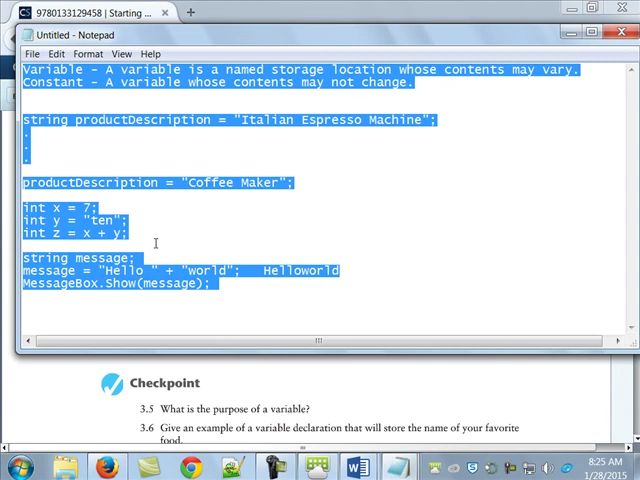 9780133129458 | Starting ...
Untitled - Notepad
File Edit Format View Help
Variable - A variable is a named storage location whose contents may vary.
Constant - A variable whose contents may not change.
string productDescription = "Italian Espresso Machine";
.
.
.
productDescription = "Coffee Maker";
int x = 7;
int y = "ten";
int z = x + y;
string message;
message = "Hello " + "world"; Helloworld
MessageBox.Show(message);
Checkpoint
3.5 What is the purpose of a variable?
3.6 Give an example of a variable declaration that will store the name of your favorite
food.
8:25 AM
1/28/2015